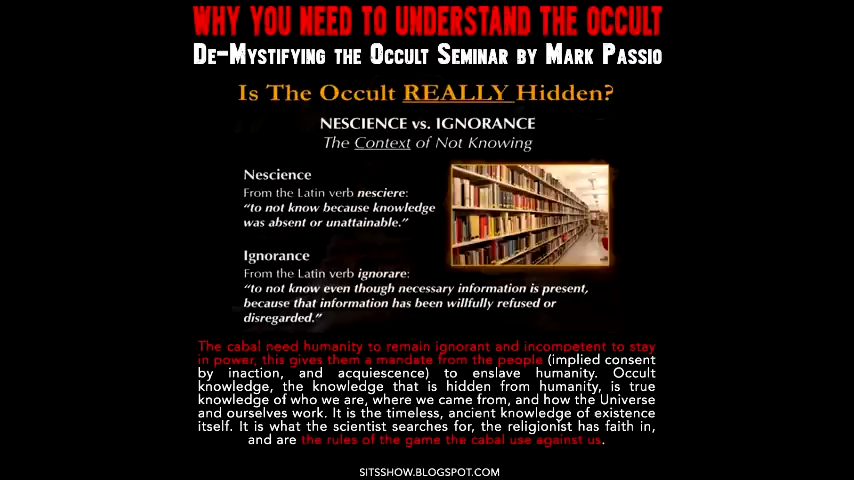 WHY YOU NEED TO UNDERSTAND THE OCCULT
DE-MYSTIFYING THE OCCULT SEMINAR BY MARK PASSIO
Is The Occult REALLY Hidden?
NESCIENCE vs. IGNORANCE
The Context of Not Knowing
Nescience
From the Latin verb nesciere:
“to not know because knowledge
was absent or unattainable.”
Ignorance
From the Latin verb ignorare:
“to not know even though necessary information is present,
because that information has been willfully refused or
disregarded.”
The cabal need humanity to remain ignorant and incompetent to stay
in power, this gives them a mandate from the people (implied consent
by inaction, and acquiescence) to enslave humanity. Occult
knowledge, the knowledge that is hidden from humanity, is true
knowledge of who we are, where we came from, and how the Universe
and ourselves work. It is the timeless, ancient knowledge of existence
itself. It is what the scientist searches for, the religionist has faith in,
and are the rules of the game the cabal use against us.
SITSSHOW.BLOGSPOT.COM